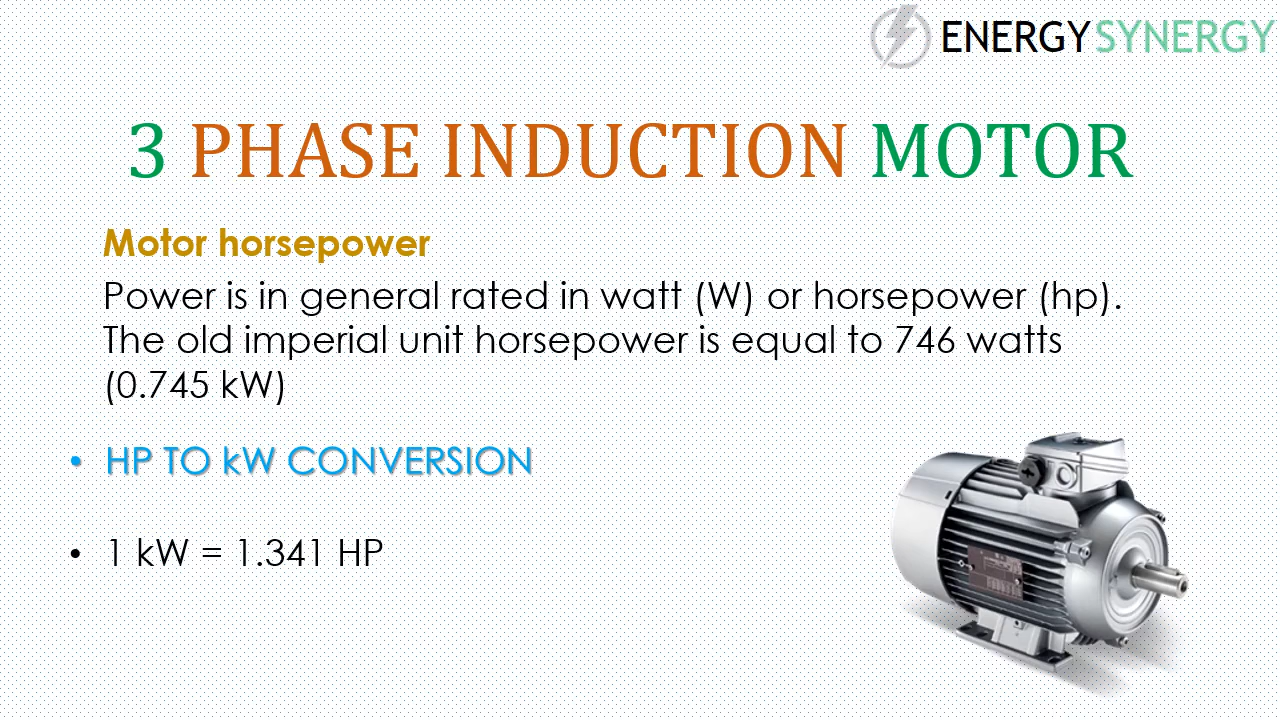 ENERGY SYNERGY
3 PHASE INDUCTION MOTOR
Motor horsepower
Power is in general rated in watt (W) or horsepower (hp).
The old imperial unit horsepower is equal to 746 watts
(0.745 kW)
• HP TO kW CONVERSION
• 1 kW = 1.341 HP